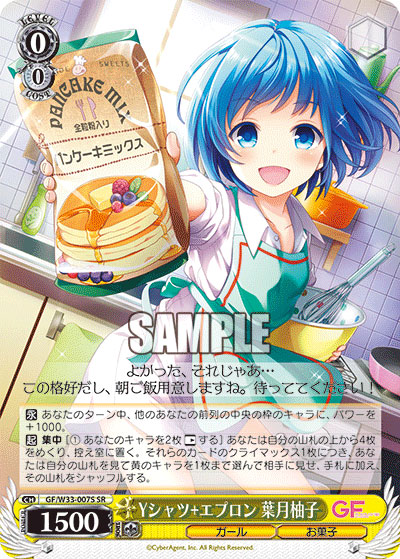 LEVEL
0
0
COST
SWEETS
PANCAKE MIX
全粒粉入り
ンケーキミックス
SAMPLE
よかった、それじゃあ…
この格好だし、朝ご飯用意しますね。待っててください！
永 あなたのターン中、他のあなたの前列の中央の枠のキャラに、パワーを
＋1000。
起 集中 [① あなたのキャラを2枚する] あなたは自分の山札の上から4枚
をめくり、控え室に置く。それらのカードのクライマックス1枚につき、あな
たは自分の山札を見て黄のキャラを1枚まで選んで相手に見せ、手札に加え、
その山札をシャッフルする。
CH GF/W33-007S SR
Yシャツ+エプロン 葉月柚子
GF
POWER
1500
ガール
お菓子
©CyberAgent, Inc. All Rights Reserved.